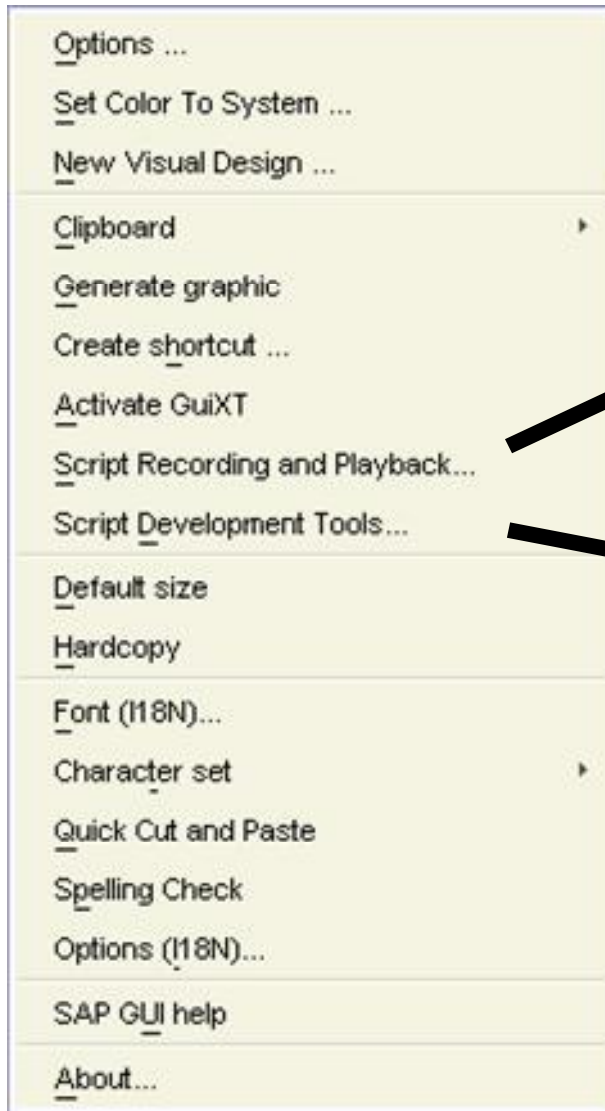 Options ...
Set Color To System ...
New Visual Design ...
Clipboard
Generate graphic
Create shortcut ...
Activate GuiXT
Script Recording and Playback...
Script Development Tools...
Default size
Hardcopy
Font (I18N)...
Character set
Quick Cut and Paste
Spelling Check
Options (I18N)...
SAP GUI help
About...